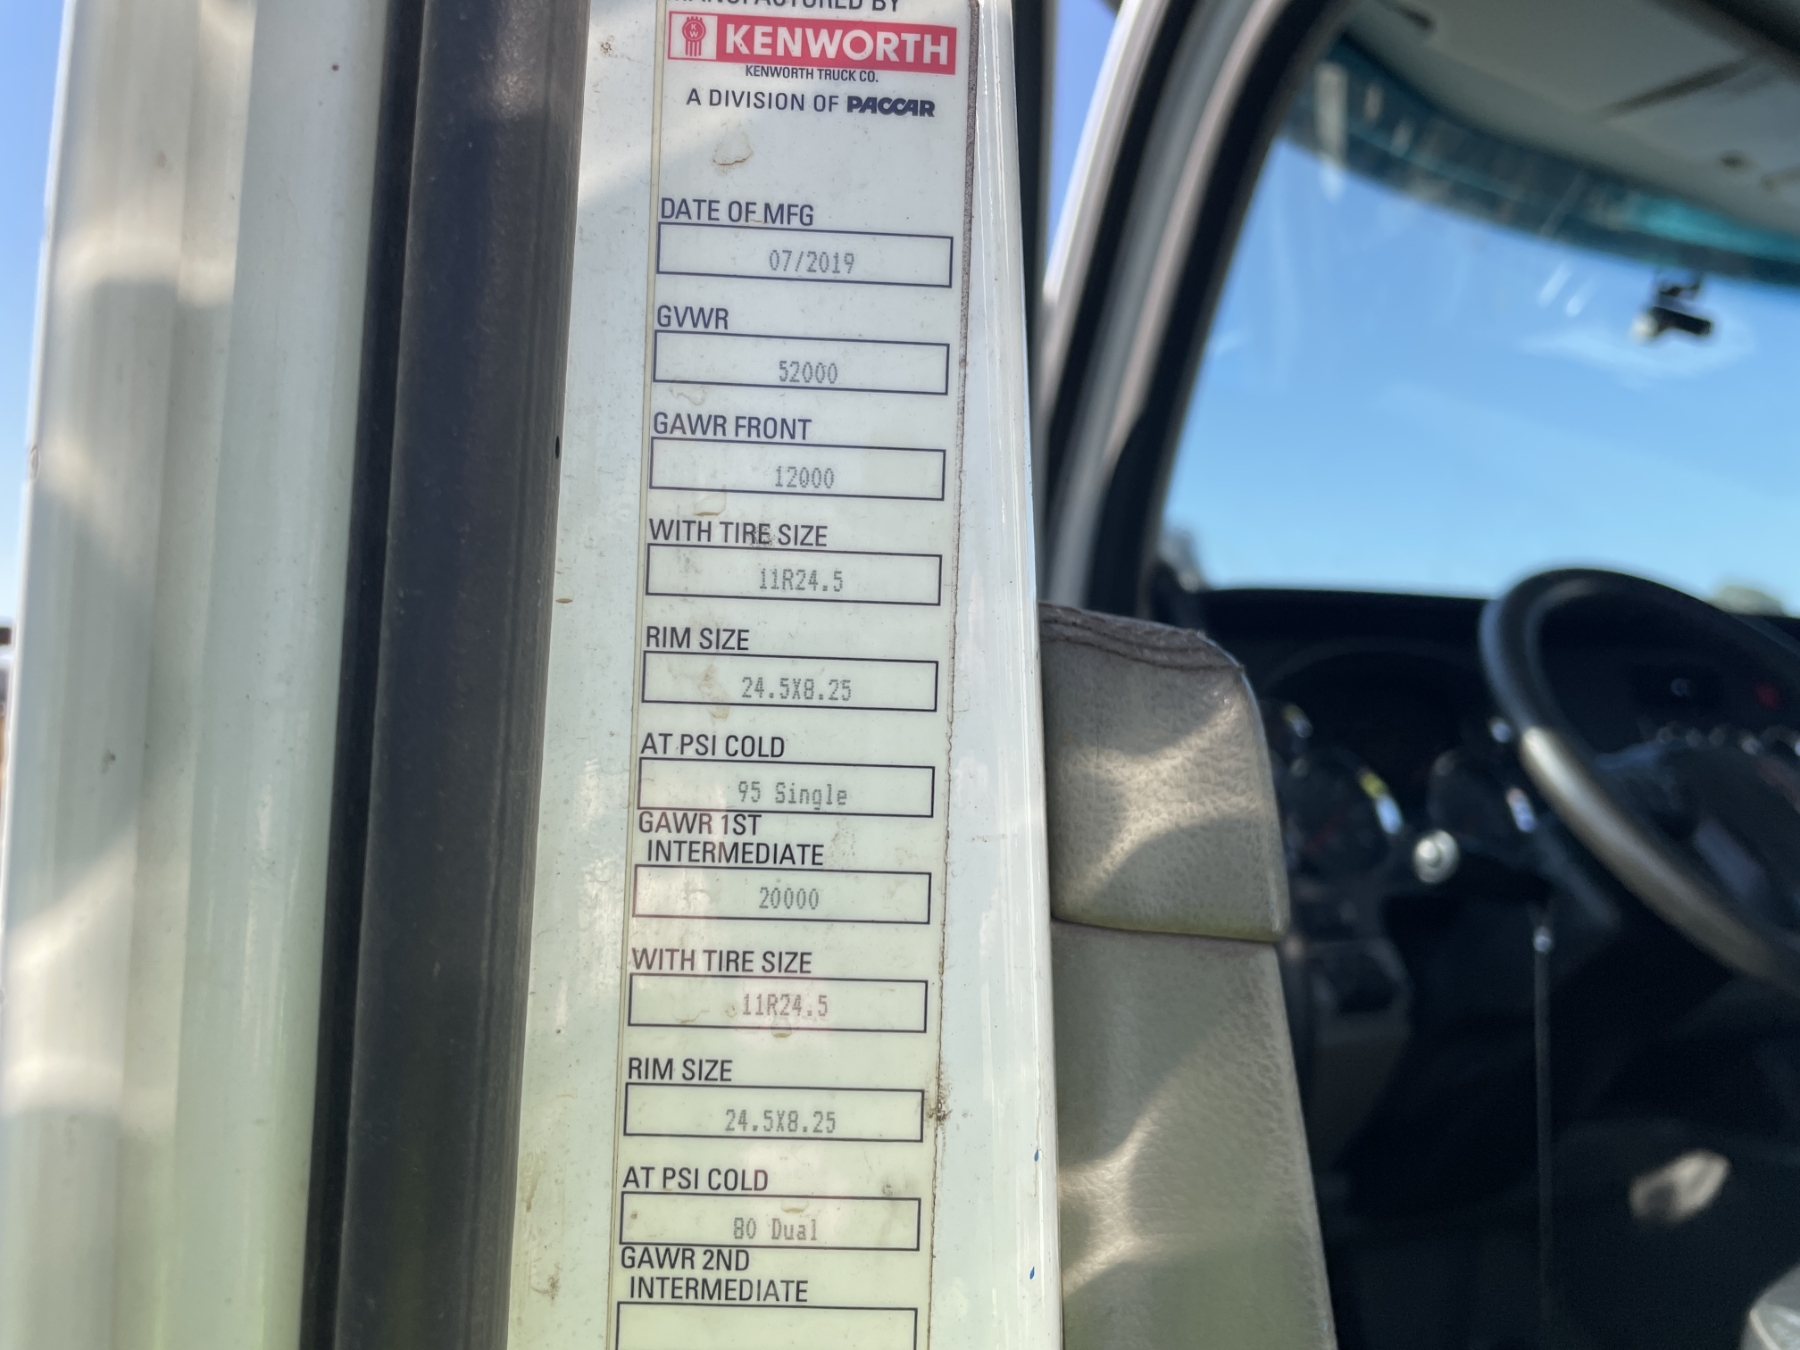 MANUFACTURED BY
KENWORTH
KENWORTH TRUCK CO.
A DIVISION OF PACCAR
DATE OF MFG
07/2019
GVWR
52000
GAWR FRONT
12000
WITH TIRE SIZE
11R24.5
RIM SIZE
24.5X8.25
AT PSI COLD
95 Single
GAWR 1ST
INTERMEDIATE
20000
WITH TIRE SIZE
11R24.5
RIM SIZE
24.5X8.25
AT PSI COLD
80 Dual
GAWR 2ND
INTERMEDIATE